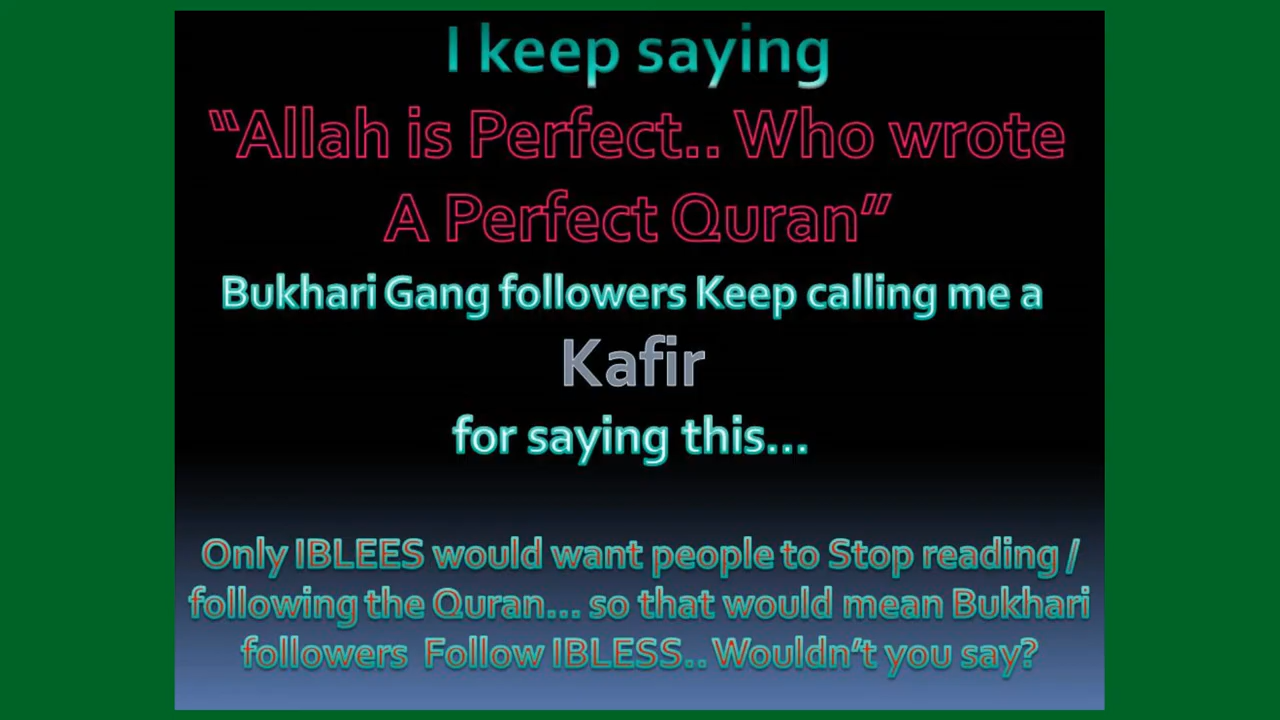 I keep saying
“Allah is Perfect.. Who wrote
A Perfect Quran”
Bukhari Gang followers Keep calling me a
Kafir
for saying this...
Only IBLEES would want people to Stop reading /
following the Quran... so that would mean Bukhari
followers Follow IBLESS.. Wouldn’t you say?